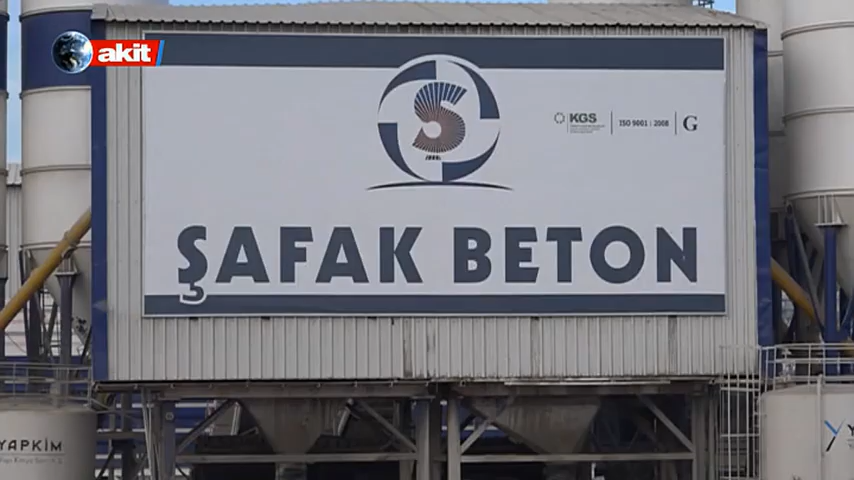 akit
KGS
ISO 9001 : 2008
G
S
ŞAFAK BETON
YAPKİM
Y